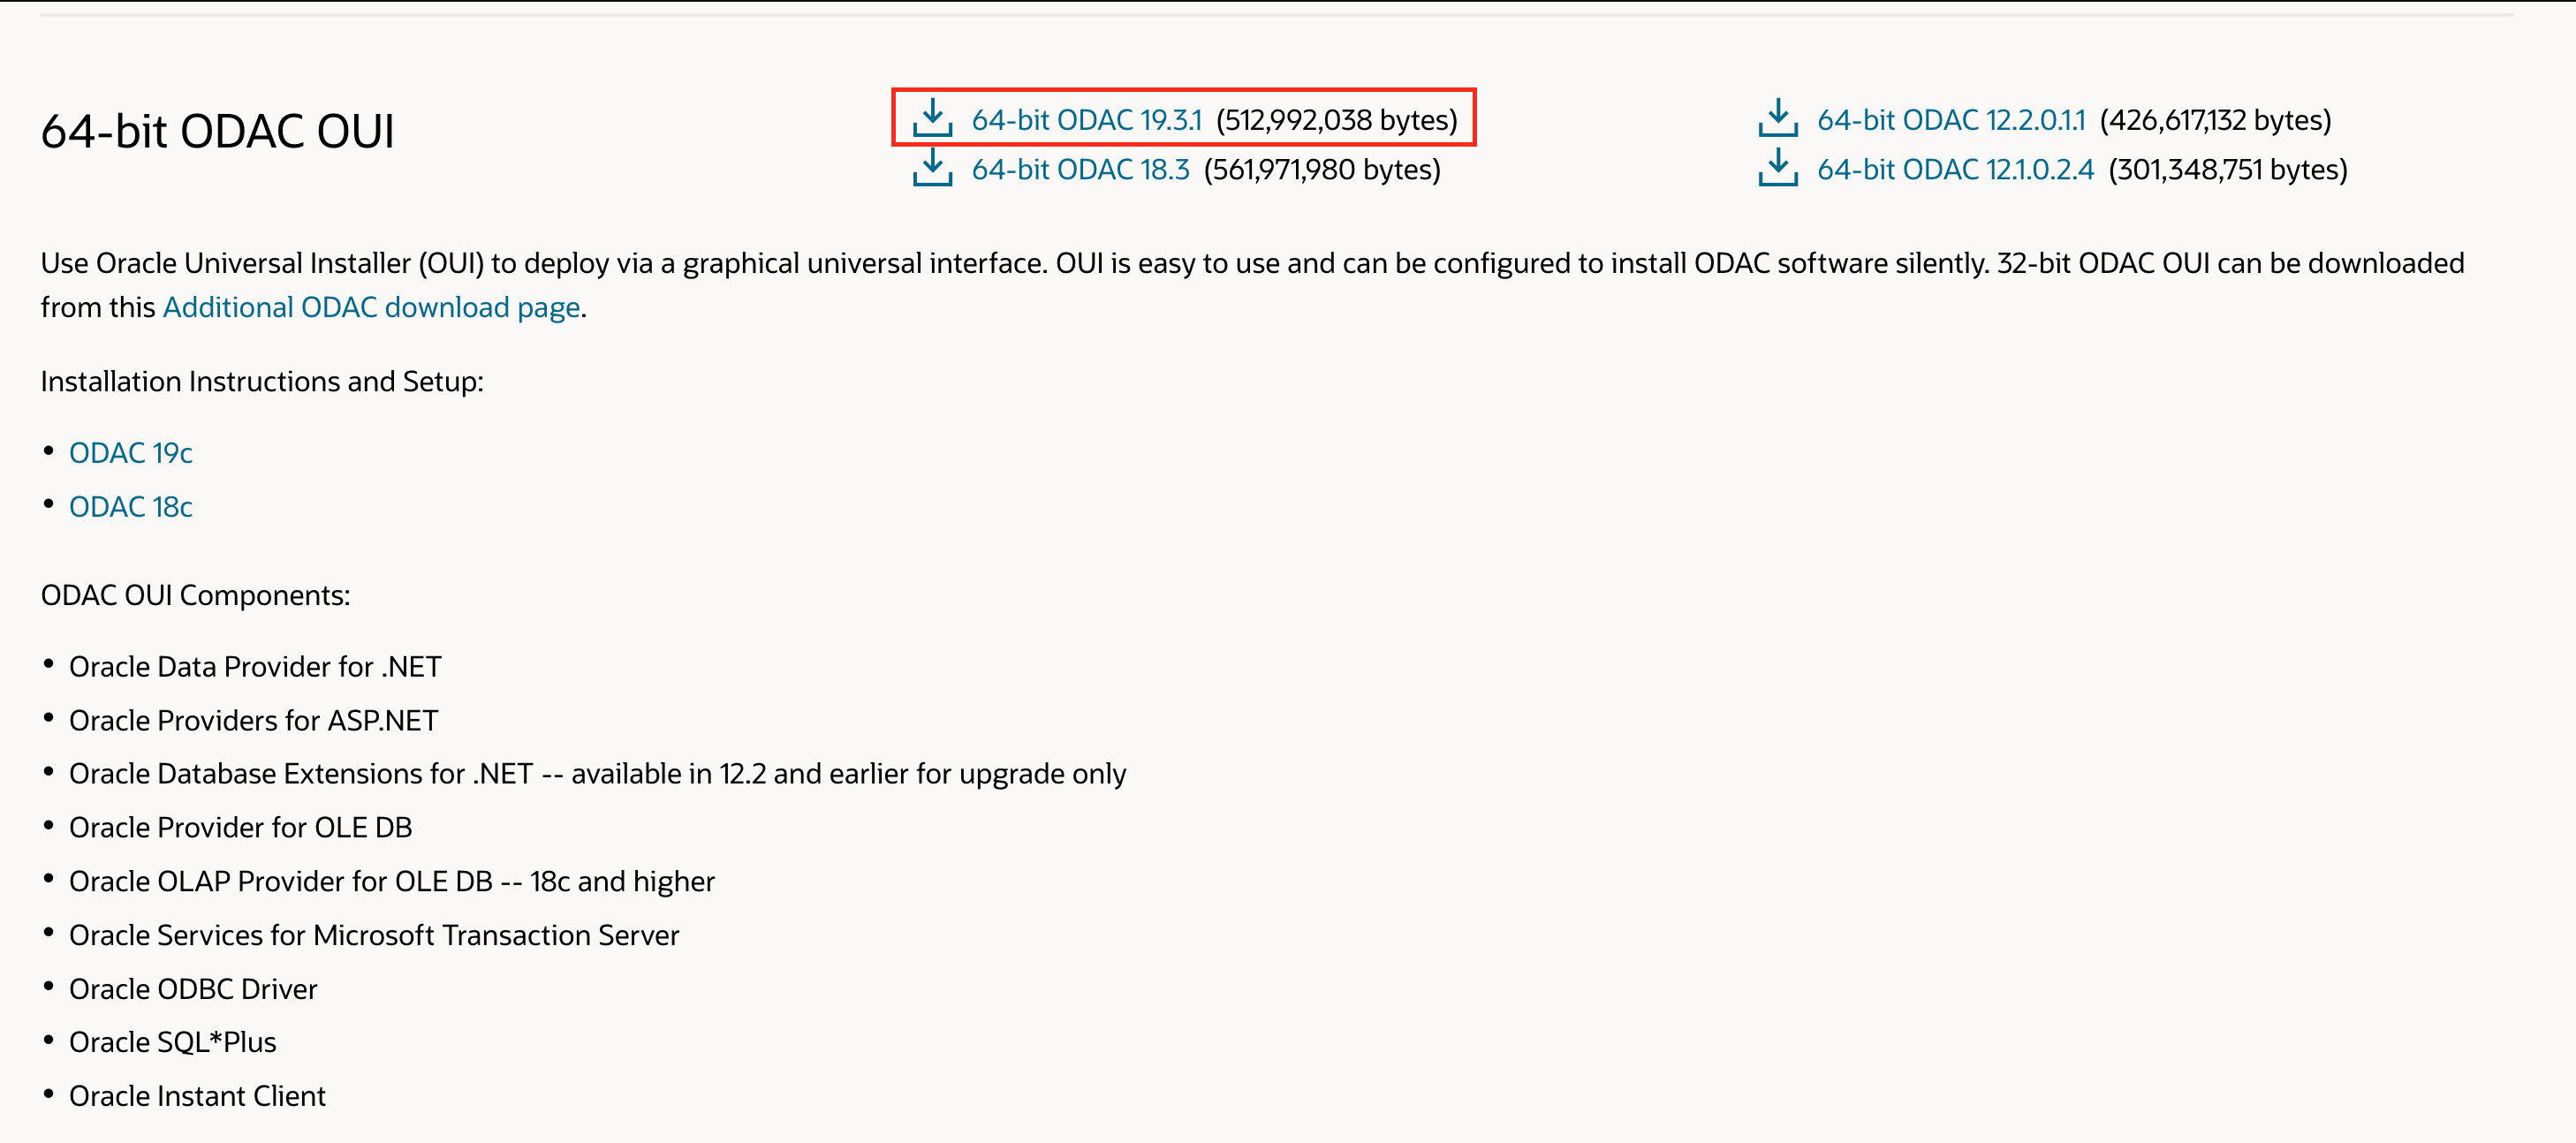 64-bit ODAC OUI
64-bit ODAC 19.3.1 (512,992,038 bytes)
64-bit ODAC 18.3 (561,971,980 bytes)
64-bit ODAC 12.2.0.1.1 (426,617,132 bytes)
64-bit ODAC 12.1.0.2.4 (301,348,751 bytes)
Use Oracle Universal Installer (OUI) to deploy via a graphical universal interface. OUI is easy to use and can be configured to install ODAC software silently. 32-bit ODAC OUI can be downloaded
from this Additional ODAC download page.
Installation Instructions and Setup:
• ODAC 19c
• ODAC 18c
ODAC OUI Components:
• Oracle Data Provider for .NET
• Oracle Providers for ASP.NET
• Oracle Database Extensions for .NET -- available in 12.2 and earlier for upgrade only
• Oracle Provider for OLE DB
• Oracle OLAP Provider for OLE DB -- 18c and higher
• Oracle Services for Microsoft Transaction Server
• Oracle ODBC Driver
• Oracle SQL*Plus
• Oracle Instant Client